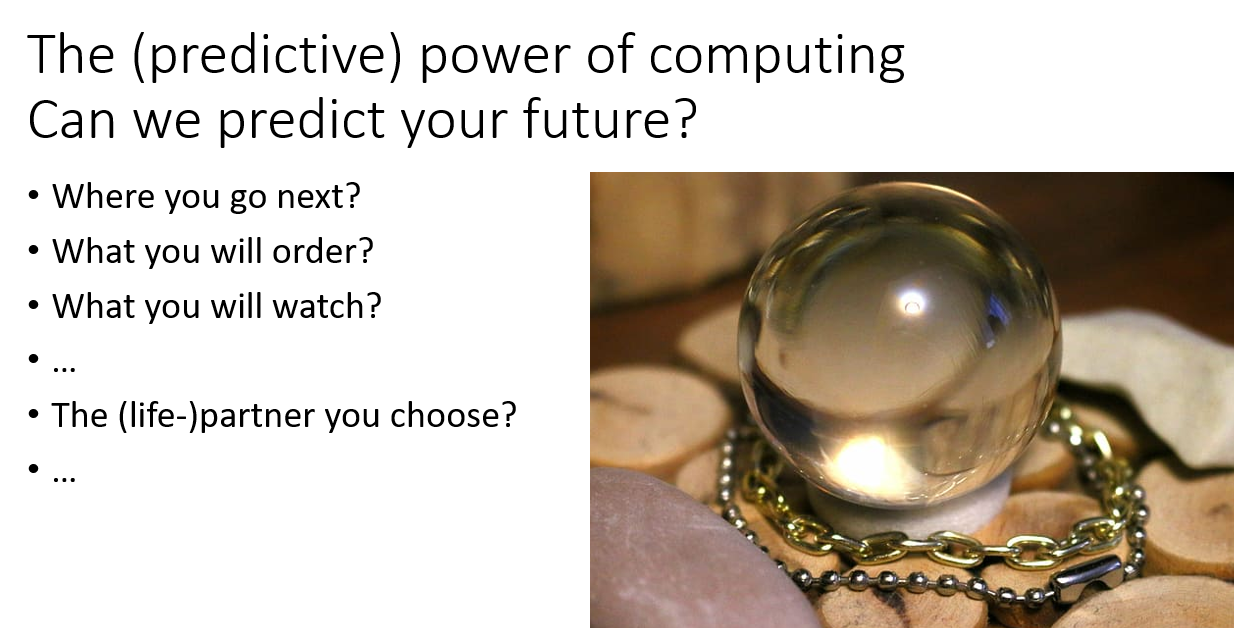 The (predictive) power of computing
Can we predict your future?
• Where you go next?
• What you will order?
• What you will watch?
• ...
• The (life-)partner you choose?
• ...